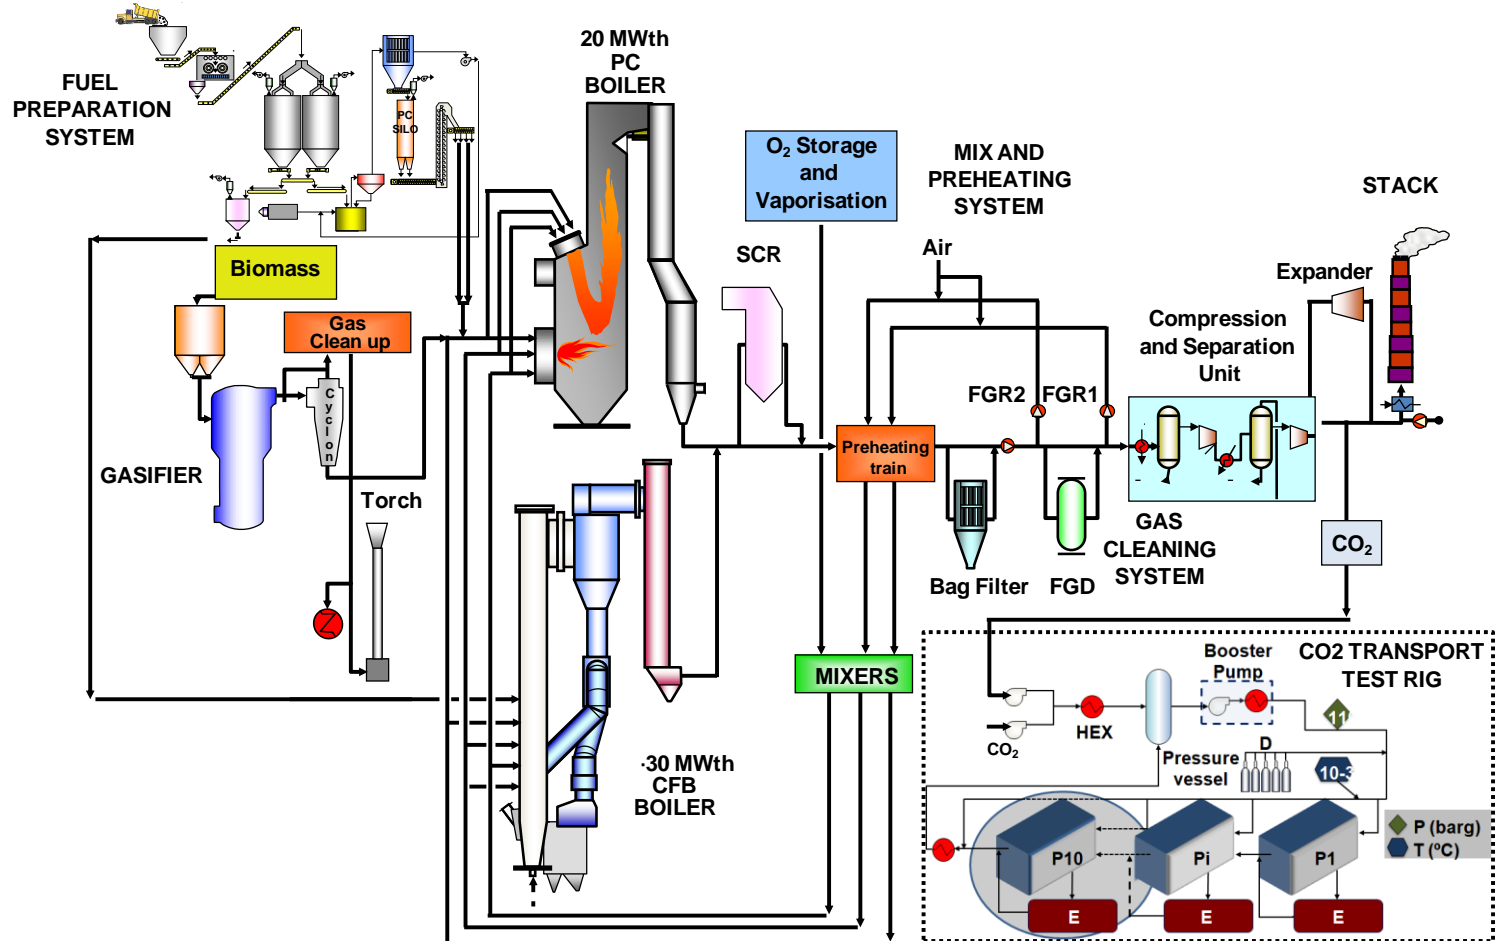 FUEL
PREPARATION
SYSTEM
PC
SILO
20 MWth
PC
BOILER
O2 Storage
and
Vaporisation
MIX AND
PREHEATING
SYSTEM
STACK
Biomass
SCR
Air
Expander
Gas
Clean up
Compression
and Separation
Unit
Cyclon
FGR2
FGR1
Preheating
train
GASIFIER
Torch
GAS
CLEANING
SYSTEM
CO2
Bag Filter
FGD
MIXERS
CO2 TRANSPORT
TEST RIG
Booster
Pump
HEX
CO2
Pressure
vessel
D
10-3
·30 MWth
CFB
BOILER
P (barg)
T (ºC)
P10
Pi
P1
E
E
E